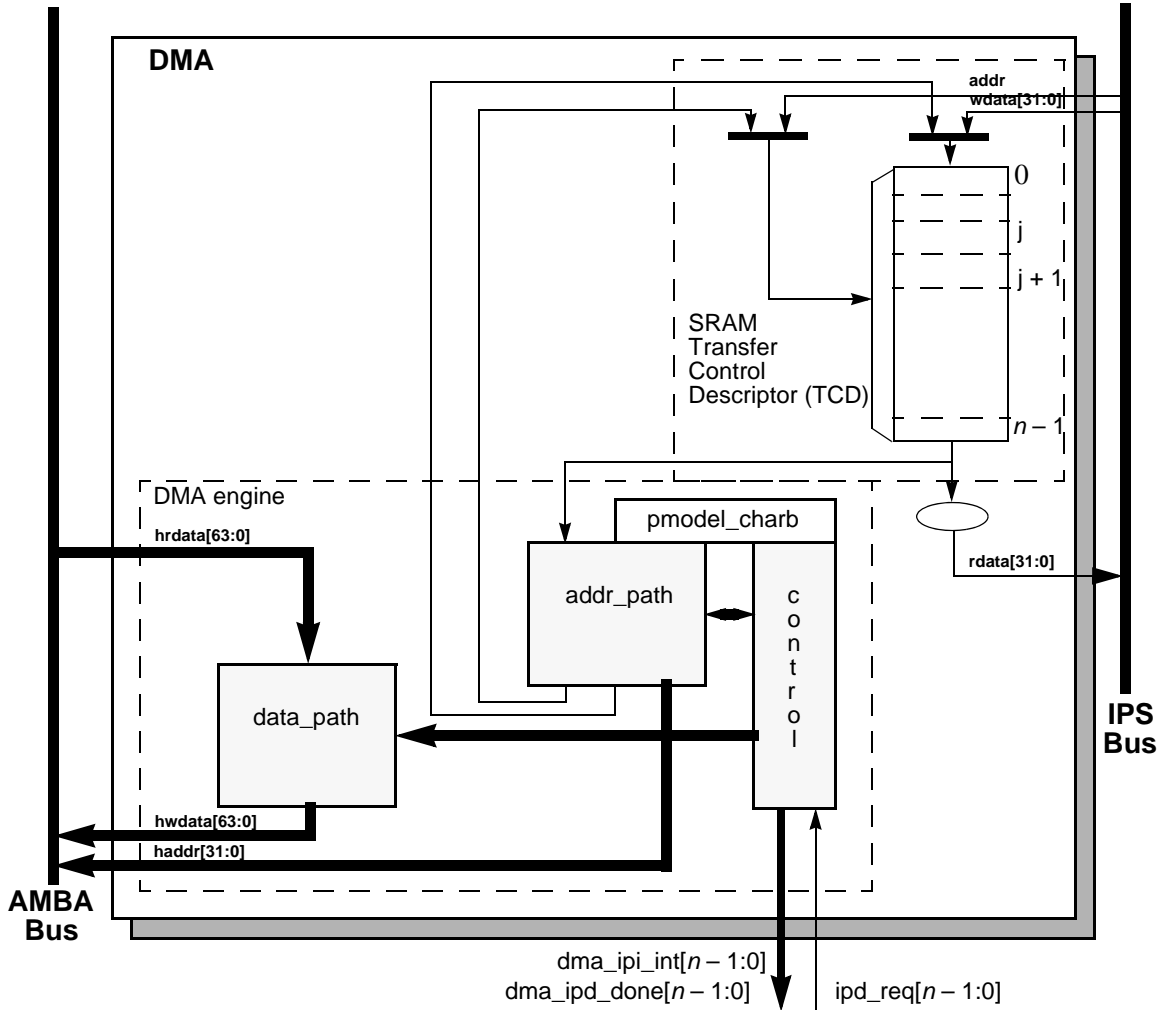 DMA
addr
wdata[31:0]
0
j
j + 1
n – 1
SRAM
Transfer
Control
Descriptor (TCD)
DMA engine
hrdata[63:0]
pmodel_charb
rdata[31:0]
addr_path
control
data_path
IPS
Bus
hwdata[63:0]
haddr[31:0]
AMBA
Bus
dma_ipi_int[n – 1:0]
dma_ipd_done[n – 1:0]
ipd_req[n – 1:0]